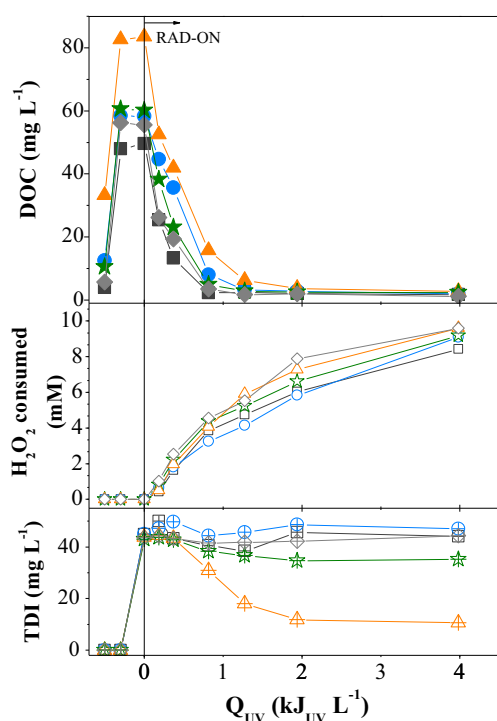 RAD-ON
80
60
40
20
0
DOC (mg L⁻¹)
10
8
6
4
2
0
H₂O₂ consumed
(mM)
40
20
0
TDI (mg L⁻¹)
0 1 2 3 4
Q_UV (kJ_UV L⁻¹)